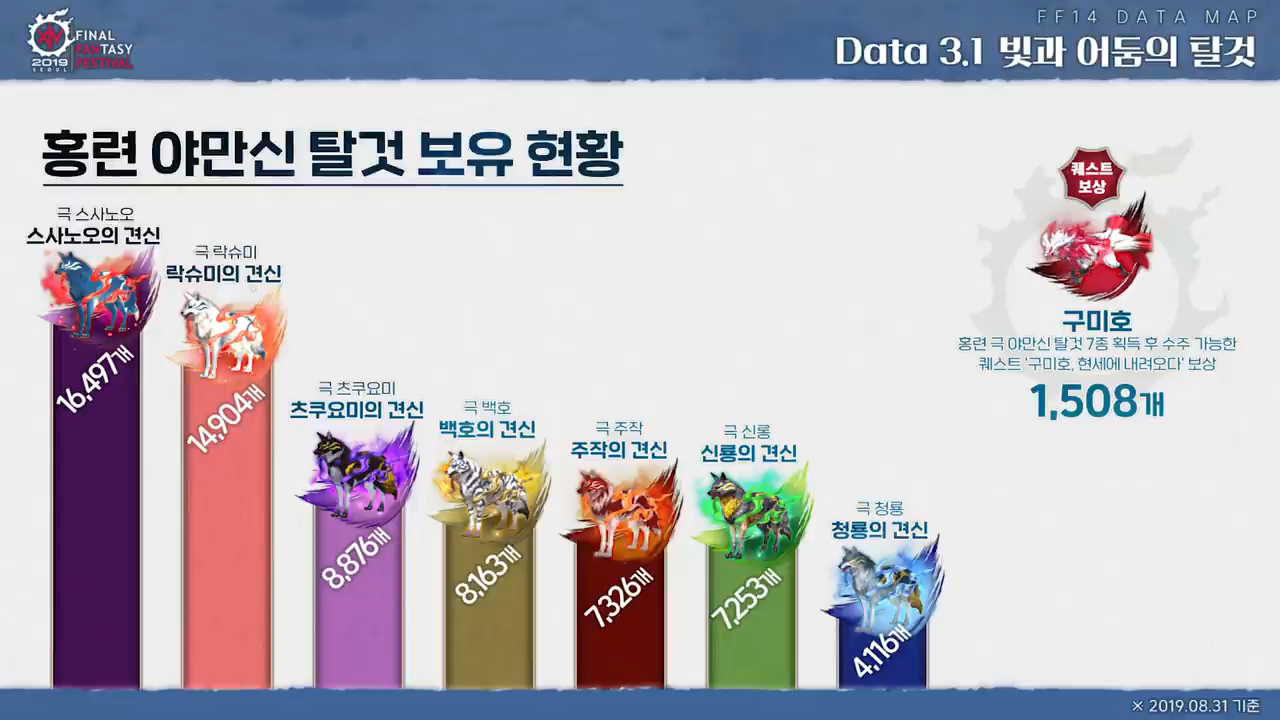 XIV FINAL
FANTASY
2019 FESTIVAL
SEOUL
FF14 DATA MAP
Data 3.1 빛과 어둠의 탈것
홍련 야만신 탈것 보유 현황
극 스사노오
스사노오의 견신
16,497개
극 락슈미
락슈미의 견신
14,904개
극 츠쿠요미
츠쿠요미의 견신
8,876개
극 백호
백호의 견신
8,163개
극 주작
주작의 견신
7,326개
극 신룡
신룡의 견신
7,253개
극 청룡
청룡의 견신
4,116개
퀘스트
보상
구미호
홍련 극 야만신 탈것 7종 획득 후 수주 가능한
퀘스트 '구미호, 현세에 내려오다' 보상
1,508개
× 2019.08.31 기준